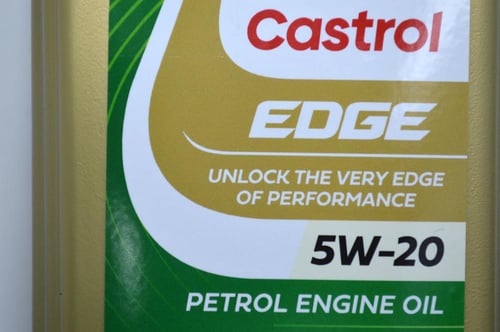 Castrol
EDGE
UNLOCK THE VERY EDGE
OF PERFORMANCE
5W-20
PETROL ENGINE OIL